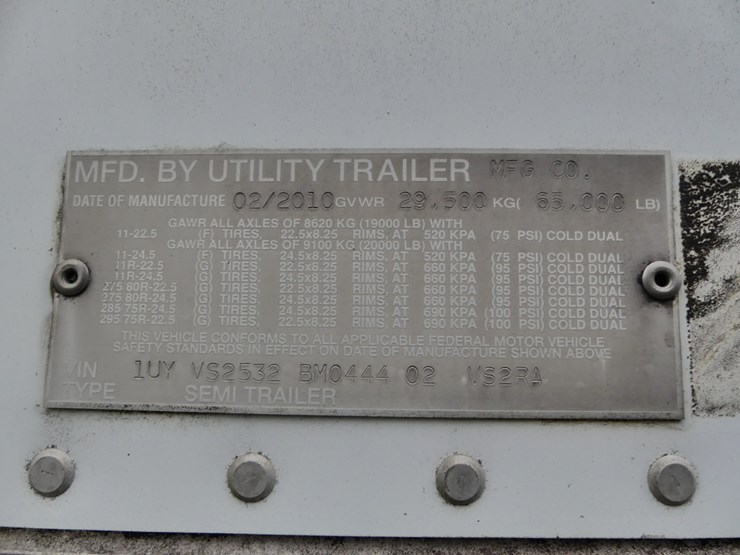 MFD. BY UTILITY TRAILER MFG CO.
DATE OF MANUFACTURE 02/2010 GVWR 29,500 KG( 65,000 LB)
GAWR ALL AXLES OF 8620 KG (19000 LB) WITH
11-22.5 (F) TIRES, 22.5x8.25 RIMS, AT 520 KPA (75 PSI) COLD DUAL
GAWR ALL AXLES OF 9100 KG (20000 LB) WITH
11-24.5 (F) TIRES, 24.5x8.25 RIMS, AT 520 KPA (75 PSI) COLD DUAL
11R-22.5 (G) TIRES, 22.5x8.25 RIMS, AT 660 KPA (95 PSI) COLD DUAL
11R-24.5 (G) TIRES, 24.5x8.25 RIMS, AT 660 KPA (95 PSI) COLD DUAL
275 80R-22.5 (G) TIRES, 22.5x8.25 RIMS, AT 660 KPA (95 PSI) COLD DUAL
275 80R-24.5 (G) TIRES, 24.5x8.25 RIMS, AT 660 KPA (95 PSI) COLD DUAL
285 75R-24.5 (G) TIRES, 24.5x8.25 RIMS, AT 690 KPA (100 PSI) COLD DUAL
295 75R-22.5 (G) TIRES, 22.5x8.25 RIMS, AT 690 KPA (100 PSI) COLD DUAL
THIS VEHICLE CONFORMS TO ALL APPLICABLE FEDERAL MOTOR VEHICLE
SAFETY STANDARDS IN EFFECT ON DATE OF MANUFACTURE SHOWN ABOVE
VIN 1UY VS2532 BM0444 02 VS2RA
TYPE SEMI TRAILER